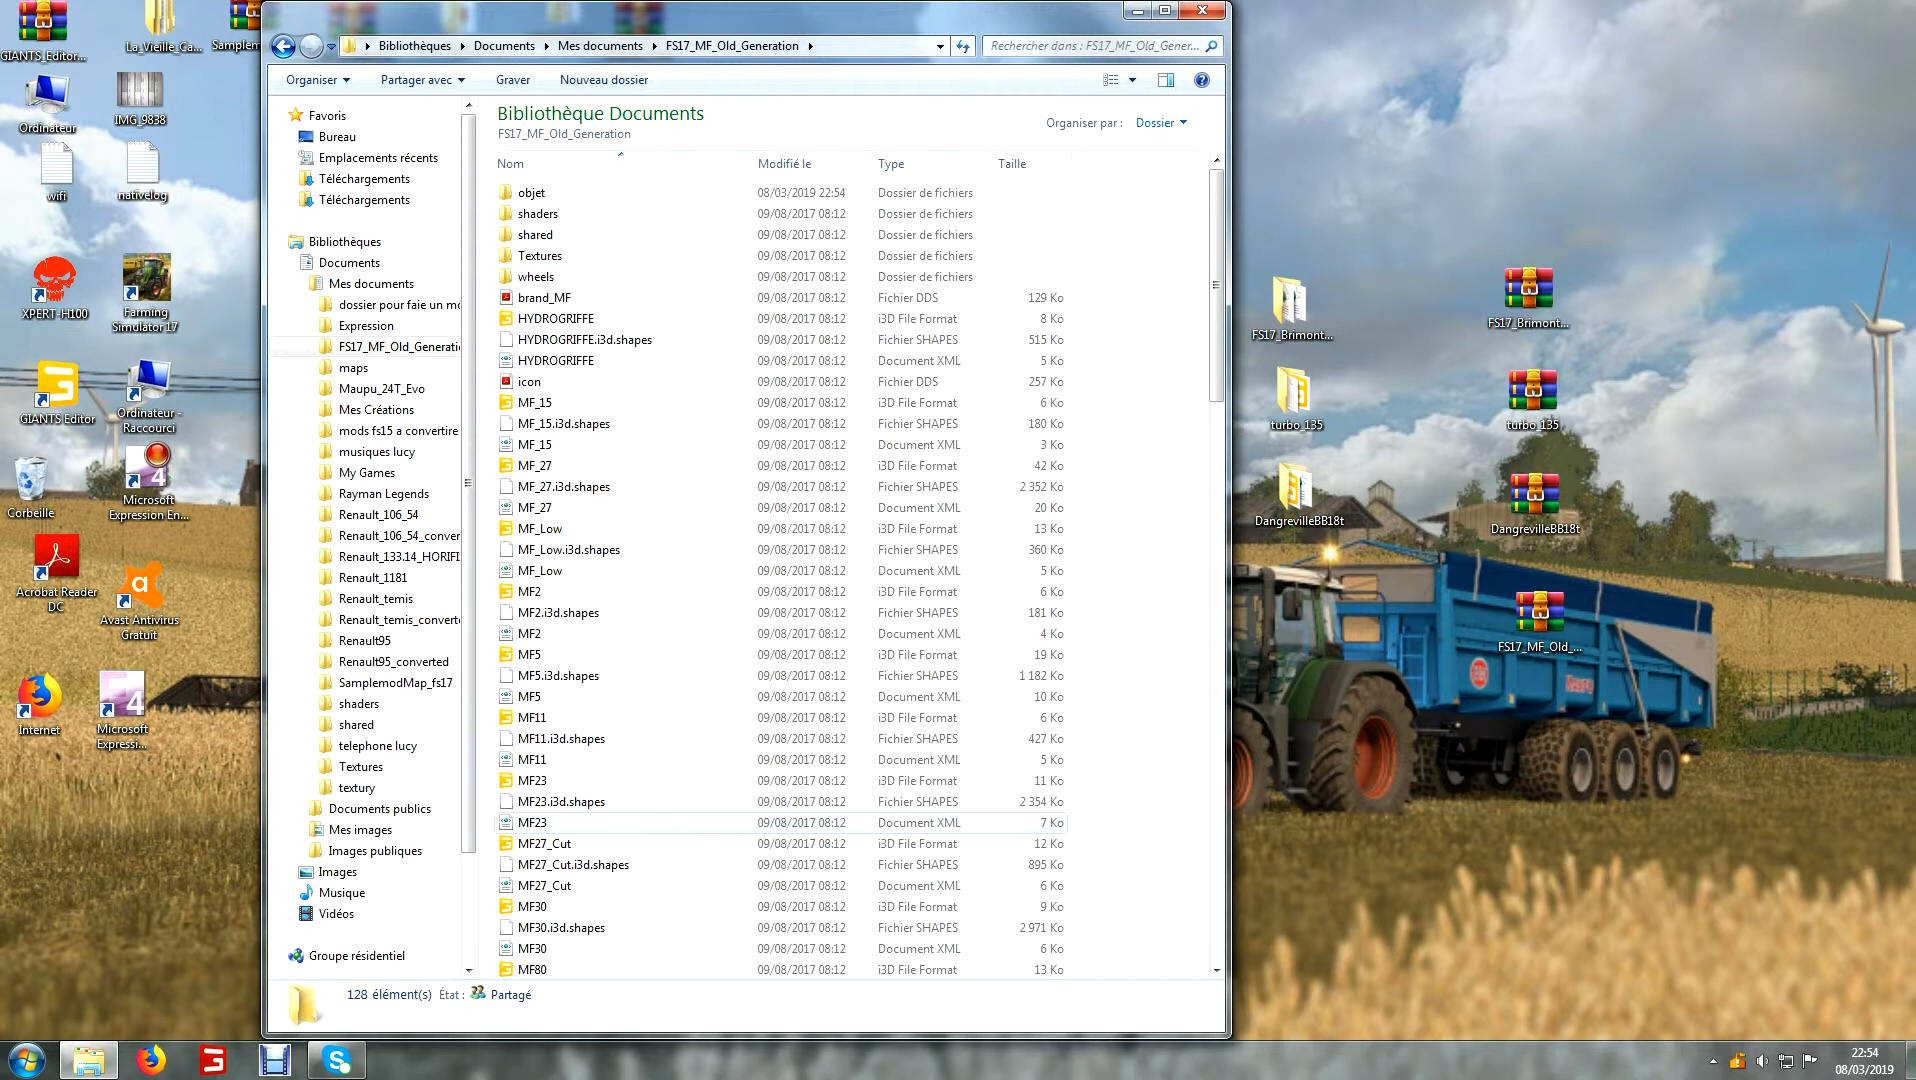 GIANTS_Editor...
La_Vieille_Ca...
Ordinateur
IMG_9838
wifi
nativelog
XPERT-H100
Farming
Simulator 17
GIANTS Editor
Ordinateur -
Raccourci
Corbeille
Microsoft
Expression En...
Acrobat Reader
DC
Avast Antivirus
Gratuit
Internet
Microsoft
Expressi...
Bibliothèques
Documents
Mes documents
FS17_MF_Old_Generation
Rechercher dans : FS17_MF_Old_Gener...
Organiser
Partager avec
Graver
Nouveau dossier
Favoris
Bureau
Emplacements récents
Téléchargements
Téléchargements
Bibliothèques
Documents
Mes documents
dossier pour faie un mo
Expression
FS17_MF_Old_Generatio
maps
Maupu_24T_Evo
Mes Créations
mods fs15 a convertire
musiques lucy
My Games
Rayman Legends
Renault_106_54
Renault_106_54_conver
Renault_133.14_HORIFI
Renault_1181
Renault_temis
Renault_temis_converte
Renault95
Renault95_converted
SamplemodMap_fs17
shaders
shared
telephone lucy
Textures
textury
Documents publics
Mes images
Images publiques
Images
Musique
Vidéos
Groupe résidentiel
Bibliothèque Documents
FS17_MF_Old_Generation
Organiser par :
Dossier
Nom Modifié le Type Taille
objet 08/03/2019 22:54 Dossier de fichiers
shaders 09/08/2017 08:12 Dossier de fichiers
shared 09/08/2017 08:12 Dossier de fichiers
Textures 09/08/2017 08:12 Dossier de fichiers
wheels 09/08/2017 08:12 Dossier de fichiers
brand_MF 09/08/2017 08:12 Fichier DDS 129 Ko
HYDROGRIFFE 09/08/2017 08:12 i3D File Format 8 Ko
HYDROGRIFFE.i3d.shapes 09/08/2017 08:12 Fichier SHAPES 515 Ko
HYDROGRIFFE 09/08/2017 08:12 Document XML 5 Ko
icon 09/08/2017 08:12 Fichier DDS 257 Ko
MF_15 09/08/2017 08:12 i3D File Format 6 Ko
MF_15.i3d.shapes 09/08/2017 08:12 Fichier SHAPES 180 Ko
MF_15 09/08/2017 08:12 Document XML 3 Ko
MF_27 09/08/2017 08:12 i3D File Format 42 Ko
MF_27.i3d.shapes 09/08/2017 08:12 Fichier SHAPES 2 352 Ko
MF_27 09/08/2017 08:12 Document XML 20 Ko
MF_Low 09/08/2017 08:12 i3D File Format 13 Ko
MF_Low.i3d.shapes 09/08/2017 08:12 Fichier SHAPES 360 Ko
MF_Low 09/08/2017 08:12 Document XML 5 Ko
MF2 09/08/2017 08:12 i3D File Format 6 Ko
MF2.i3d.shapes 09/08/2017 08:12 Fichier SHAPES 181 Ko
MF2 09/08/2017 08:12 Document XML 4 Ko
MF5 09/08/2017 08:12 i3D File Format 19 Ko
MF5.i3d.shapes 09/08/2017 08:12 Fichier SHAPES 1 182 Ko
MF5 09/08/2017 08:12 Document XML 10 Ko
MF11 09/08/2017 08:12 i3D File Format 6 Ko
MF11.i3d.shapes 09/08/2017 08:12 Fichier SHAPES 427 Ko
MF11 09/08/2017 08:12 Document XML 5 Ko
MF23 09/08/2017 08:12 i3D File Format 11 Ko
MF23.i3d.shapes 09/08/2017 08:12 Fichier SHAPES 2 354 Ko
MF23 09/08/2017 08:12 Document XML 7 Ko
MF27_Cut 09/08/2017 08:12 i3D File Format 12 Ko
MF27_Cut.i3d.shapes 09/08/2017 08:12 Fichier SHAPES 895 Ko
MF27_Cut 09/08/2017 08:12 Document XML 6 Ko
MF30 09/08/2017 08:12 i3D File Format 9 Ko
MF30.i3d.shapes 09/08/2017 08:12 Fichier SHAPES 2 971 Ko
MF30 09/08/2017 08:12 Document XML 6 Ko
MF80 09/08/2017 08:12 i3D File Format 13 Ko
128 élément(s) État : Partagé
FS17_Brimont...
FS17_Brimont...
turbo_135
turbo_135
DangrevilleBB18t
DangrevilleBB18t
FS17_MF_Old_...
22:54
08/03/2019